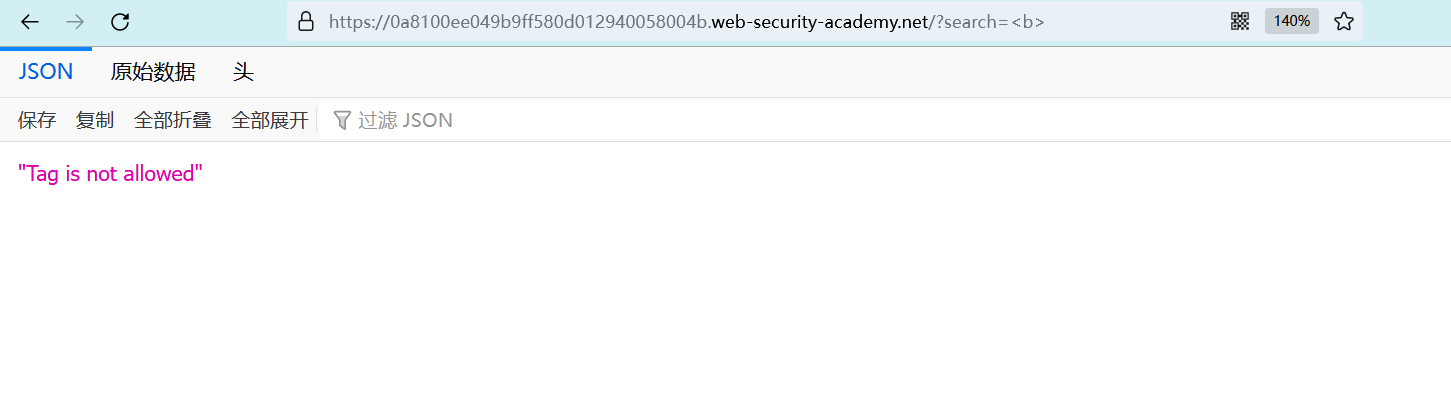 https://0a8100ee049b9ff580d012940058004b.web-security-academy.net/?search=<b> 140%
JSON 原始数据 头
保存 复制 全部折叠 全部展开 过滤 JSON
"Tag is not allowed"